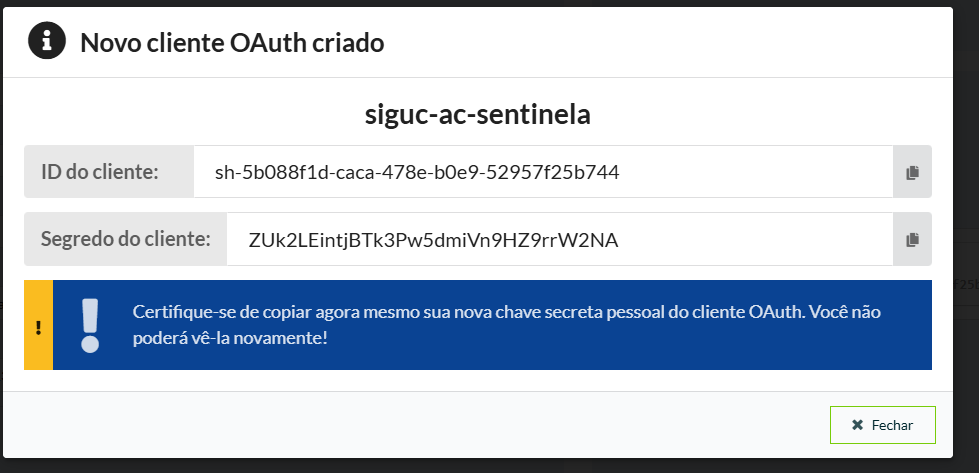 Novo cliente OAuth criado
siguc-ac-sentinela
ID do cliente: sh-5b088f1d-caca-478e-b0e9-52957f25b744
Segredo do cliente: ZUk2LEintjBTk3Pw5dmiVn9HZ9rrW2NA
! Certifique-se de copiar agora mesmo sua nova chave secreta pessoal do cliente OAuth. Você não
poderá vê-la novamente!
Fechar